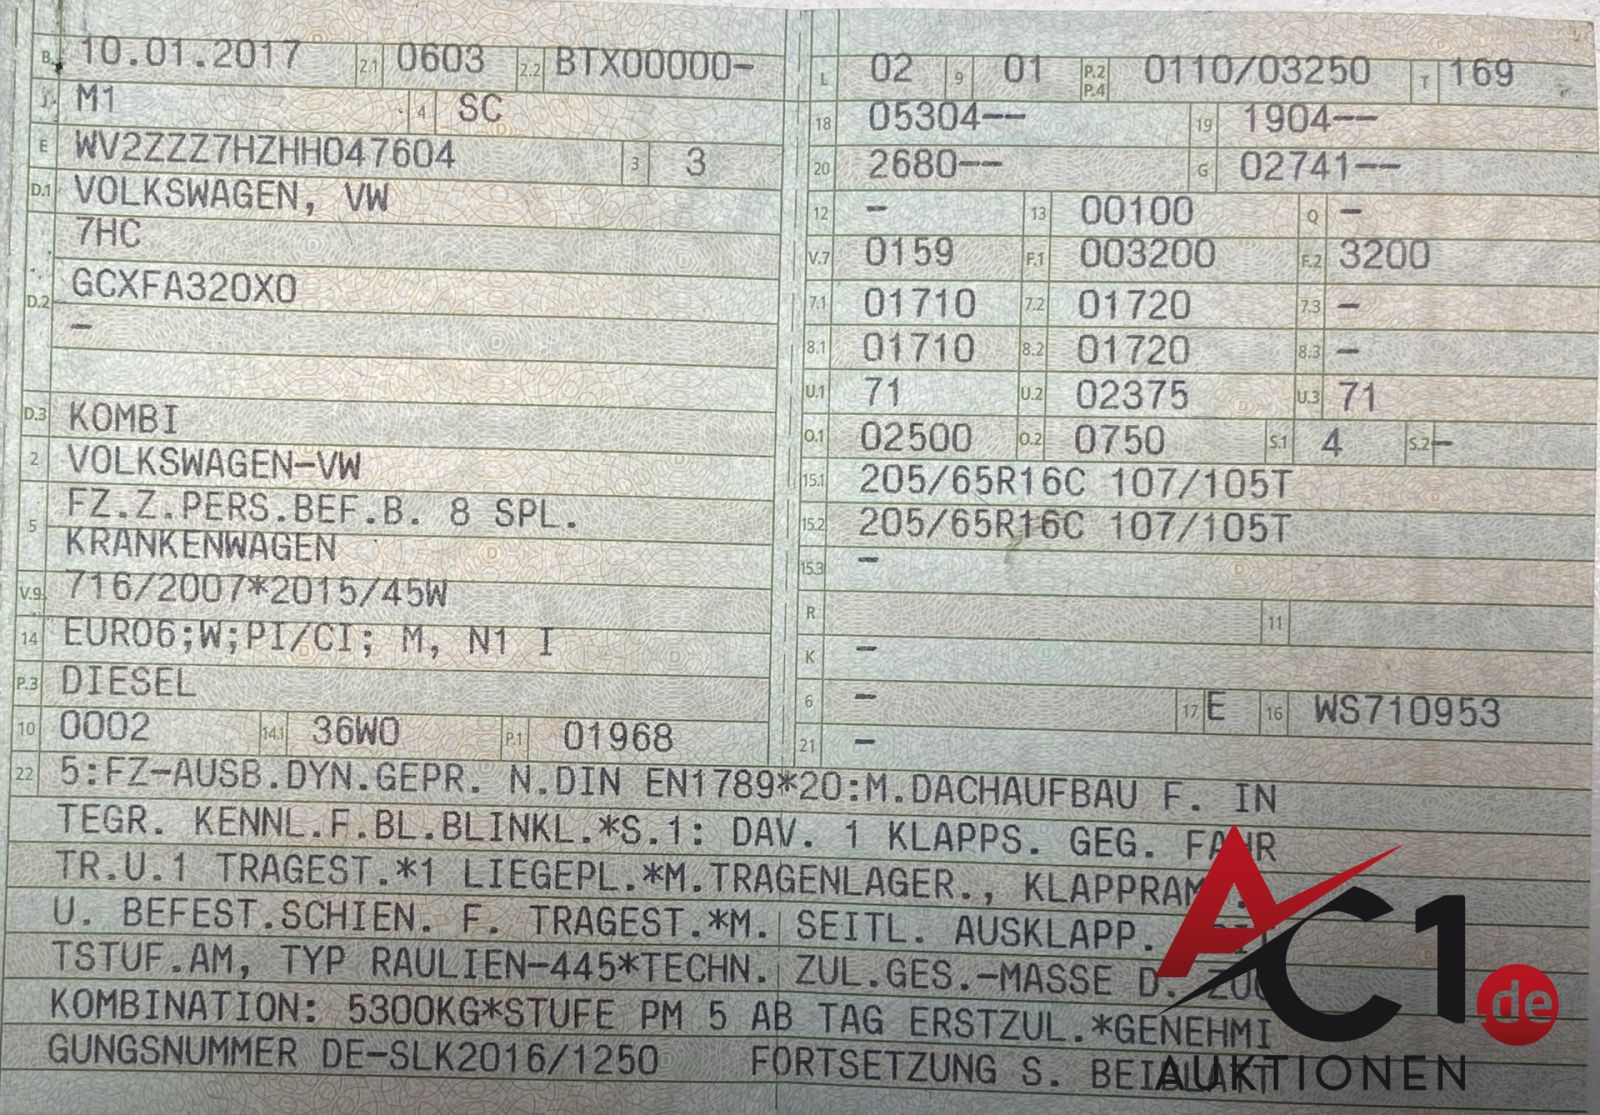 B 10.01.2017 2.1 0603 2.2 BTX00000-
J M1 4 SC
E WV2ZZZ7HZHH047604 3 3
D.1 VOLKSWAGEN, VW
7HC
D.2 GCXFA320X0
-
D.3 KOMBI
2 VOLKSWAGEN-VW
5 FZ.Z.PERS.BEF.B. 8 SPL.
KRANKENWAGEN
V.9 716/2007*2015/45W
14 EURO6;W;PI/CI; M, N1 I
P.3 DIESEL
10 0002 14.1 36W0 P.1 01968
L 02 9 01 P.2 P.4 0110/03250 T 169
18 05304-- 19 1904--
20 2680-- G 02741--
12 - 13 00100 Q -
V.7 0159 F.1 003200 F.2 3200
7.1 01710 7.2 01720 7.3 -
8.1 01710 8.2 01720 8.3 -
U.1 71 U.2 02375 U.3 71
O.1 02500 O.2 0750 S.1 4 S.2 -
15.1 205/65R16C 107/105T
15.2 205/65R16C 107/105T
15.3 -
R 11
K -
6 - 17 E 16 WS710953
21 -
22 5:FZ-AUSB.DYN.GEPR. N.DIN EN1789*20:M.DACHAUFBAU F. IN
TEGR. KENNL.F.BL.BLINKL.*S.1: DAV. 1 KLAPPS. GEG. FAHR
TR.U.1 TRAGEST.*1 LIEGEPL.*M.TRAGENLAGER., KLAPPRAM.
U. BEFEST.SCHIEN. F. TRAGEST.*M. SEITL. AUSKLAPP.
TSTUF.AM, TYP RAULIEN-445*TECHN. ZUL.GES.-MASSE D. ZUG
KOMBINATION: 5300KG*STUFE PM 5 AB TAG ERSTZUL.*GENEHMI
GUNGSNUMMER DE-SLK2016/1250 FORTSETZUNG S. BEIBLATT
AC1.de
AUKTIONEN